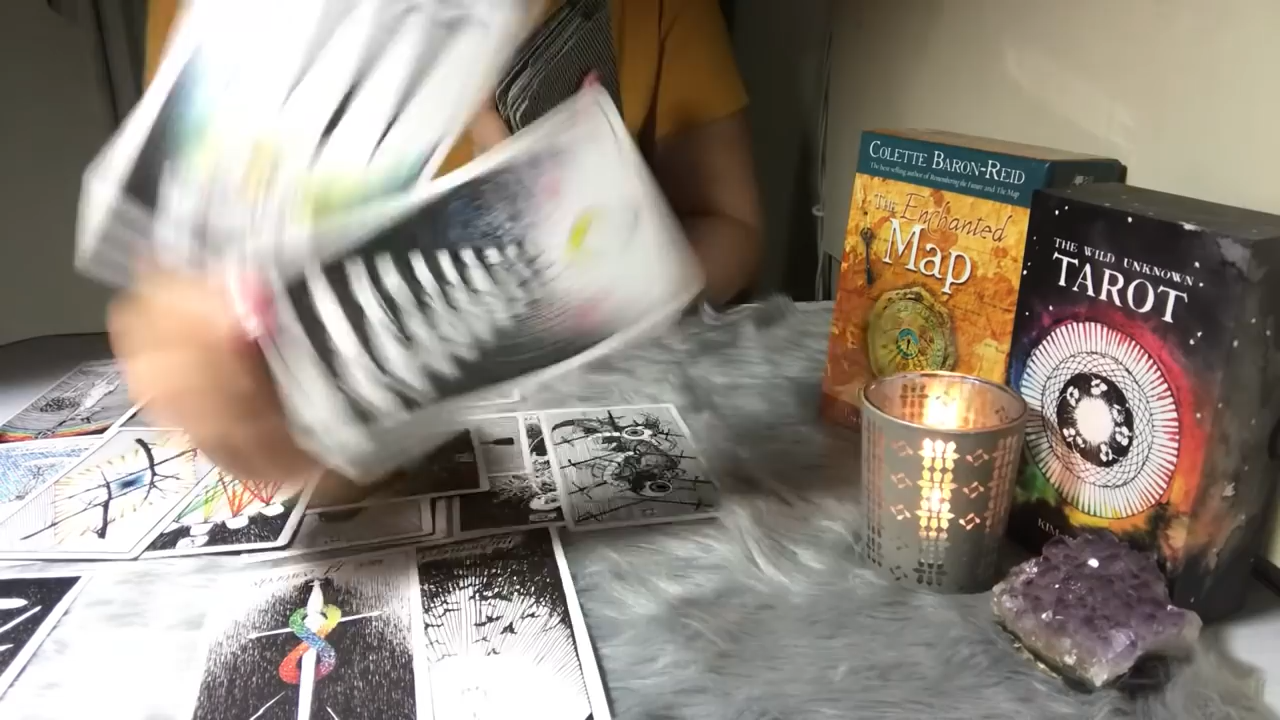 COLETTE BARON-REID
The best-selling author of Remembering the Future and The Map
THE Enchanted
Map
THE WILD UNKNOWN
TAROT
KIM